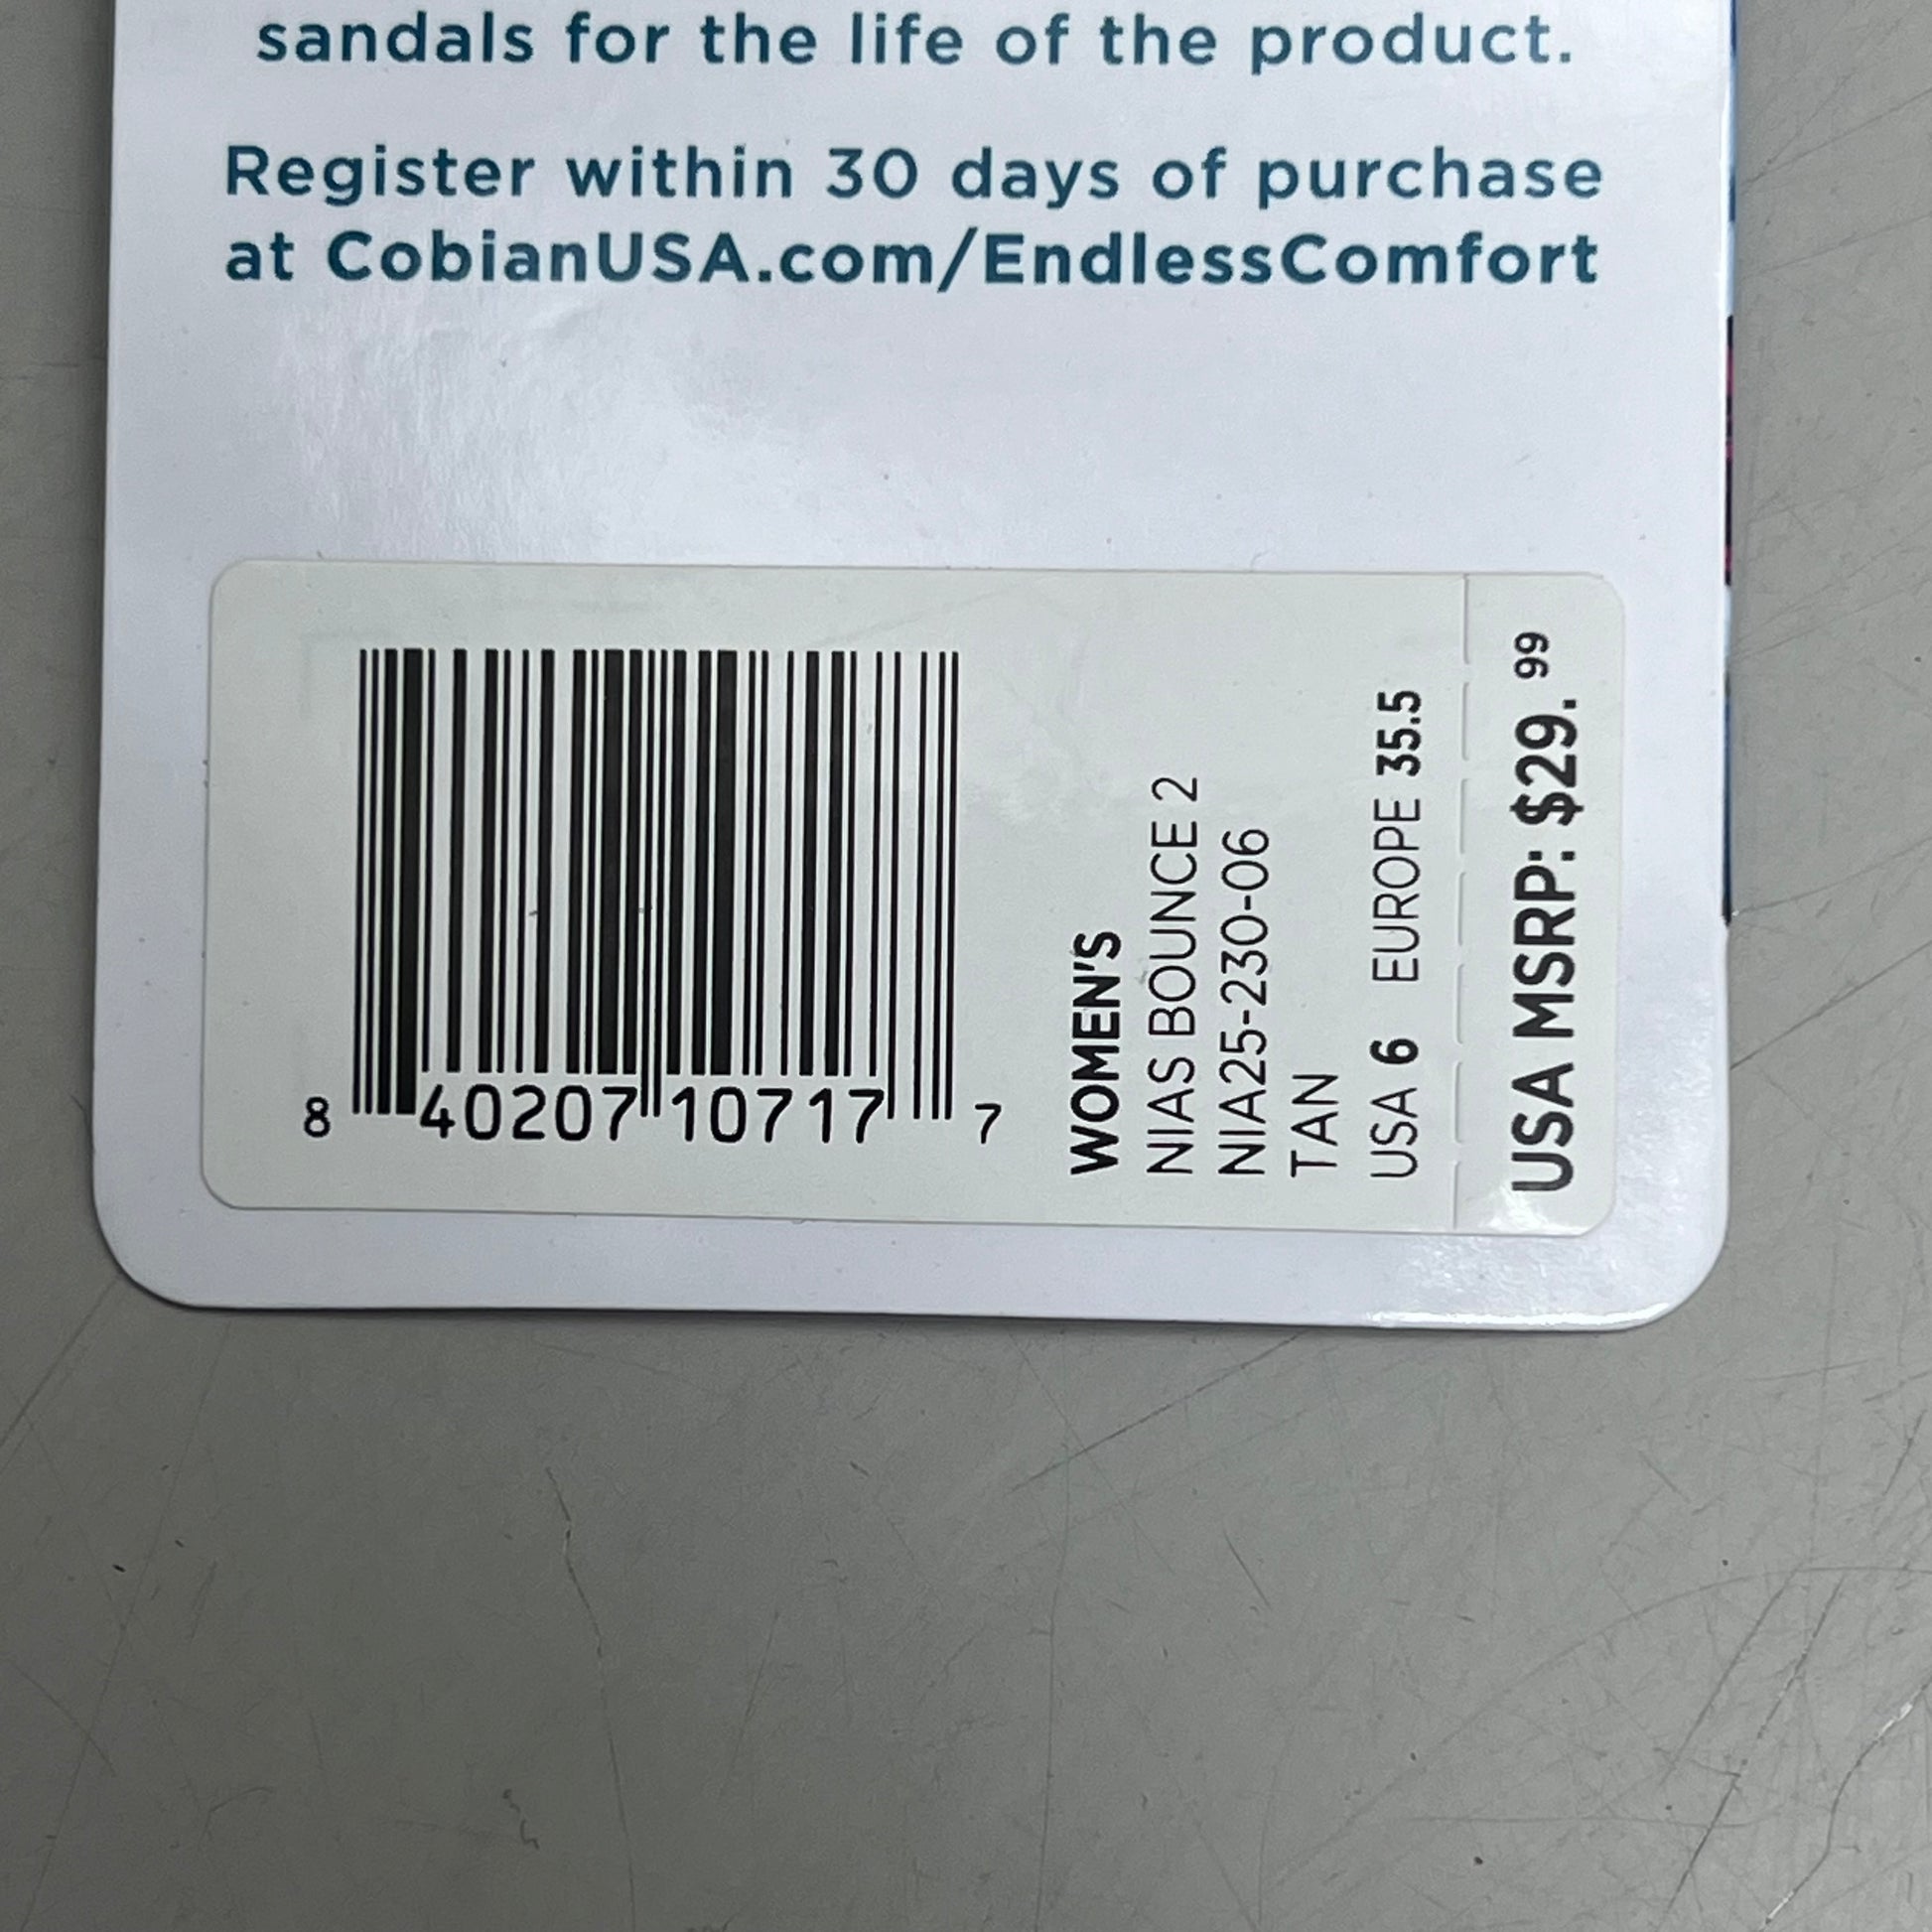 sandals for the life of the product.
Register within 30 days of purchase
at CobianUSA.com/EndlessComfort
8 40207 10717 7
WOMEN'S
NIAS BOUNCE 2
NIA25-230-06
TAN
USA 6 EUROPE 35.5
USA MSRP: $29.99